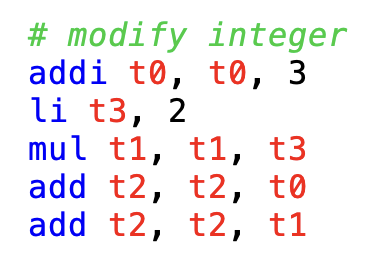 # modify integer
addi t0, t0, 3
li t3, 2
mul t1, t1, t3
add t2, t2, t0
add t2, t2, t1